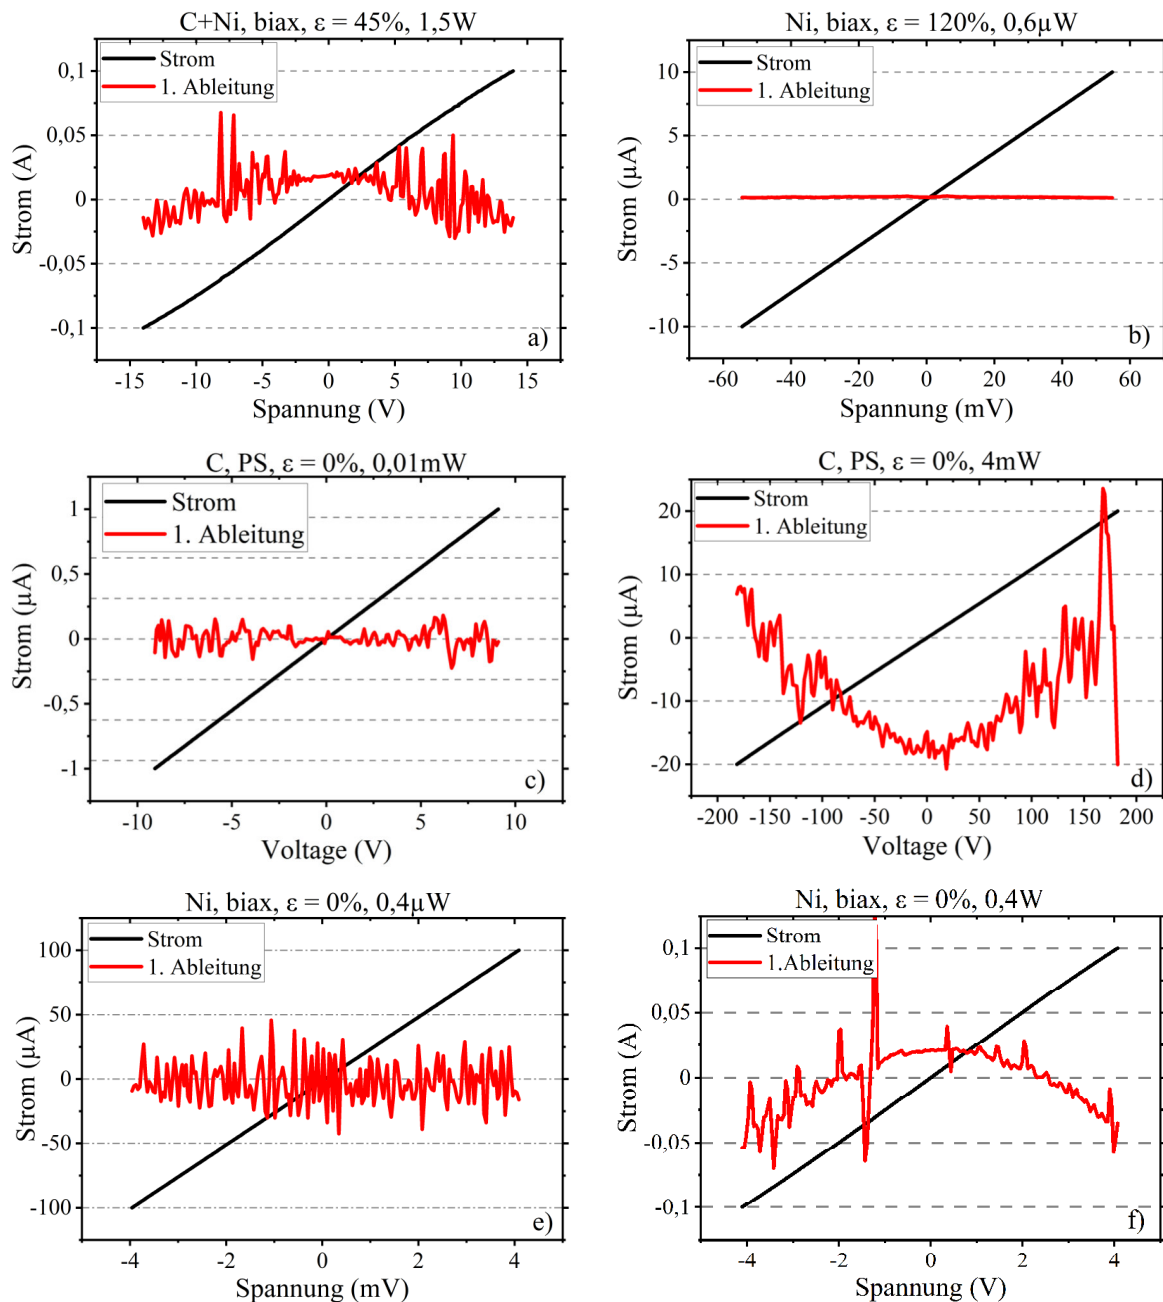 C+Ni, biax, ε = 45%, 1,5W
Strom
1. Ableitung
0,1
0,05
0
-0,05
-0,1
Strom (A)
-15
-10
-5
0
5
10
15
Spannung (V)
a)
Ni, biax, ε = 120%, 0,6µW
Strom
1. Ableitung
10
5
0
-5
-10
Strom (µA)
-60
-40
-20
0
20
40
60
Spannung (mV)
b)
C, PS, ε = 0%, 0,01mW
Strom
1. Ableitung
1
0,5
0
-0,5
-1
Strom (µA)
-10
-5
0
5
10
Voltage (V)
c)
C, PS, ε = 0%, 4mW
Strom
1. Ableitung
20
10
0
-10
-20
Strom (µA)
-200
-150
-100
-50
0
50
100
150
200
Voltage (V)
d)
Ni, biax, ε = 0%, 0,4µW
Strom
1. Ableitung
100
50
0
-50
-100
Strom (µA)
-4
-2
0
2
4
Spannung (mV)
e)
Ni, biax, ε = 0%, 0,4W
Strom
1.Ableitung
0,1
0,05
0
-0,05
-0,1
Strom (A)
-4
-2
0
2
4
Spannung (V)
f)